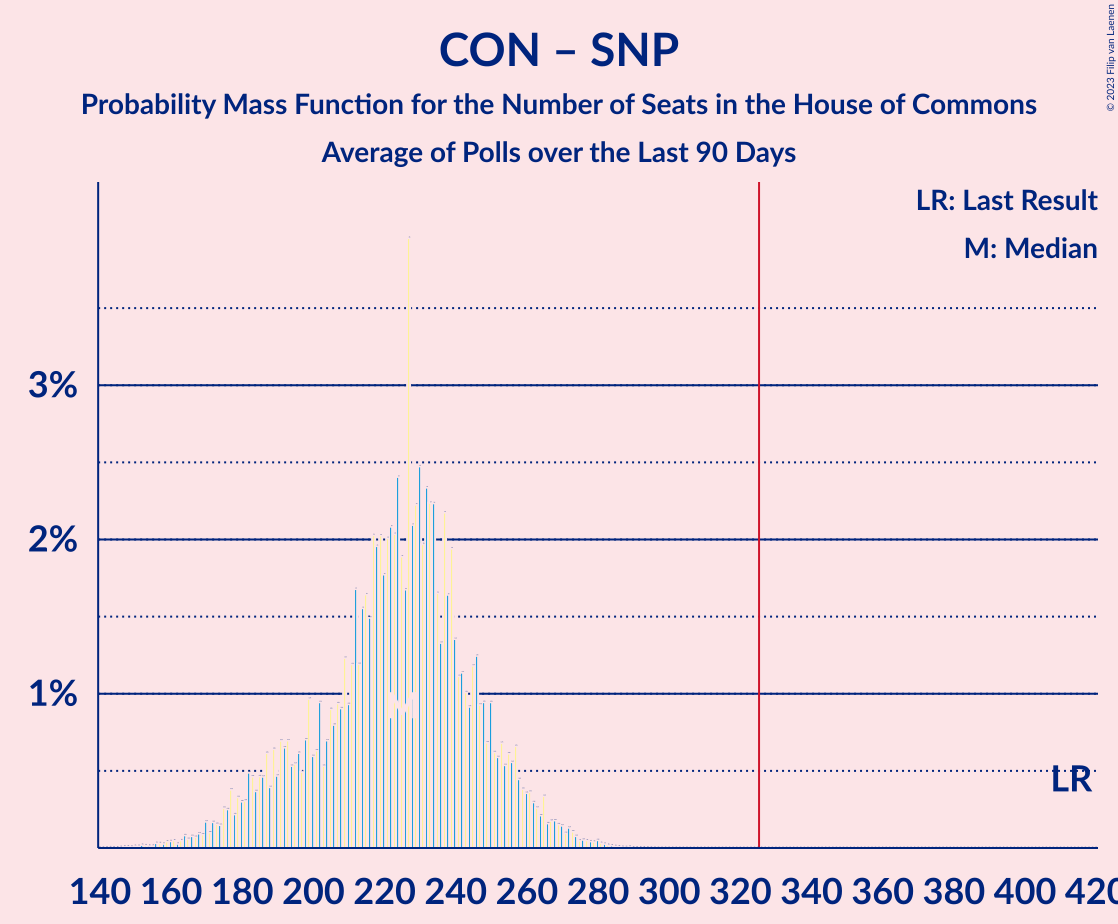 CON – SNP
Probability Mass Function for the Number of Seats in the House of Commons
Average of Polls over the Last 90 Days
© 2023 Filip van Laenen
LR: Last Result
M: Median
3%
2%
1%
LR
140 160 180 200 220 240 260 280 300 320 340 360 380 400 420